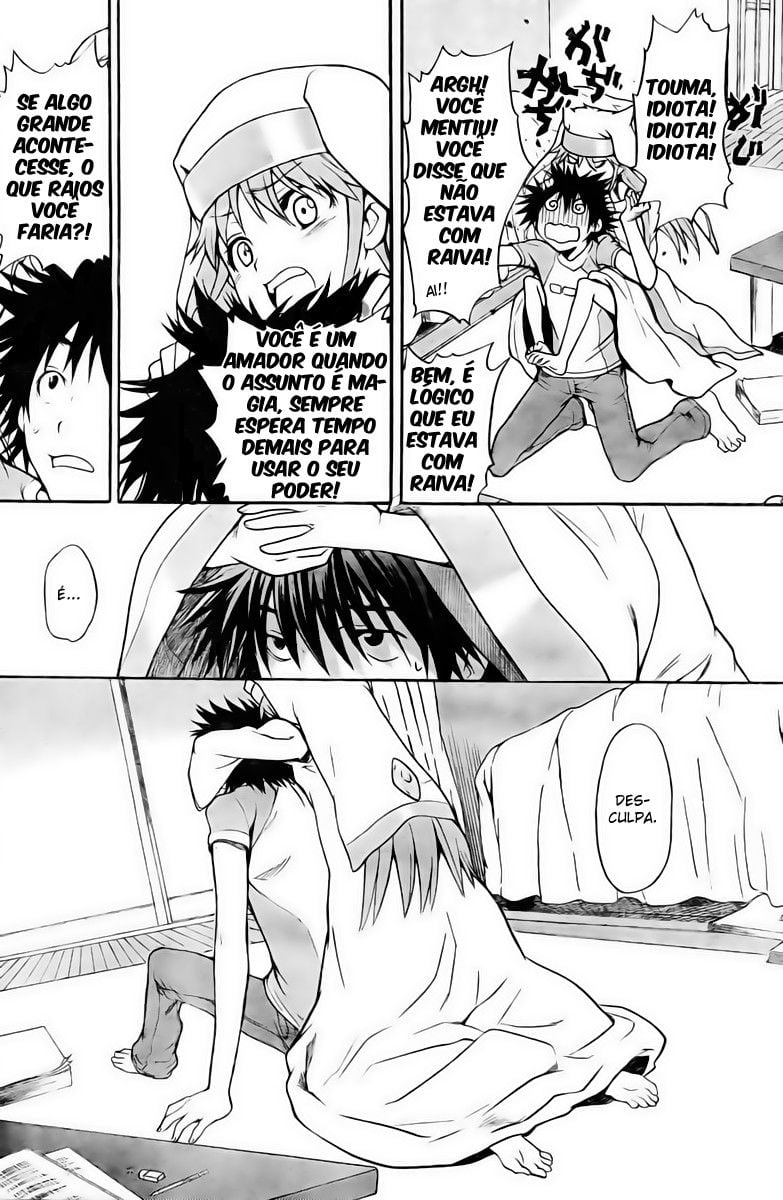 TOUMA,
IDIOTA!
IDIOTA!
IDIOTA!
ARGH!
VOCÊ
MENTIU!
VOCÊ
DISSE QUE
NÃO
ESTAVA
COM
RAIVA!
AI!!
BEM, É
LÓGICO
QUE EU
ESTAVA
COM
RAIVA!
VOCÊ É UM
AMADOR QUANDO
O ASSUNTO É MA-
GIA, SEMPRE
ESPERA TEMPO
DEMAIS PARA
USAR O SEU
PODER!
SE ALGO
GRANDE
ACONTE-
CESSE, O
QUE RAIOS
VOCÊ
FARIA?!
É...
DES-
CULPA.